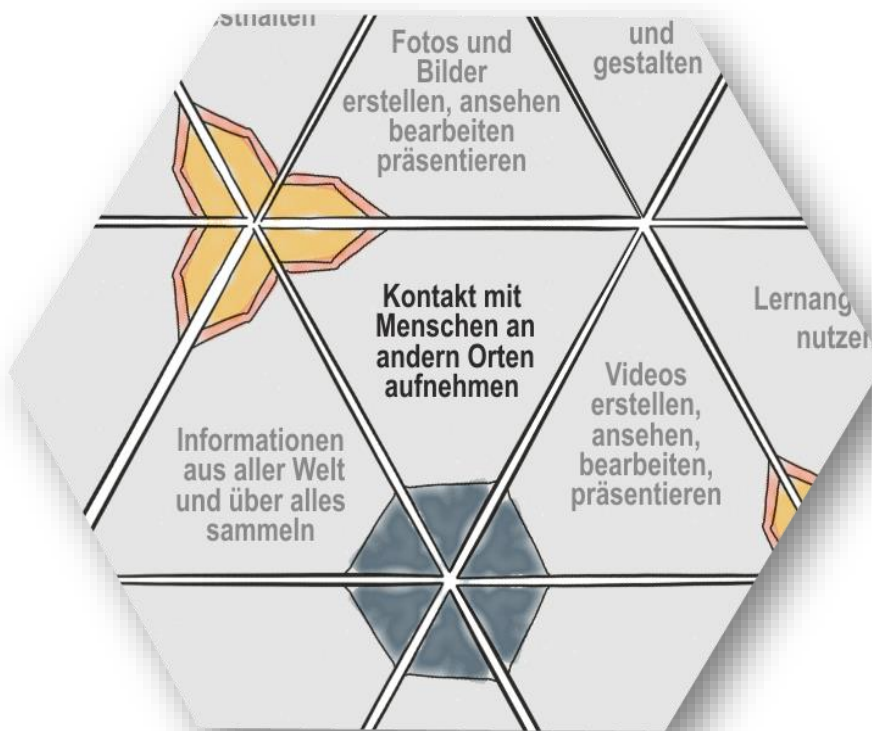 Fotos und
Bilder
erstellen, ansehen
bearbeiten
präsentieren
und
gestalten
Kontakt mit
Menschen an
andern Orten
aufnehmen
Informationen
aus aller Welt
und über alles
sammeln
Videos
erstellen,
ansehen,
bearbeiten,
präsentieren